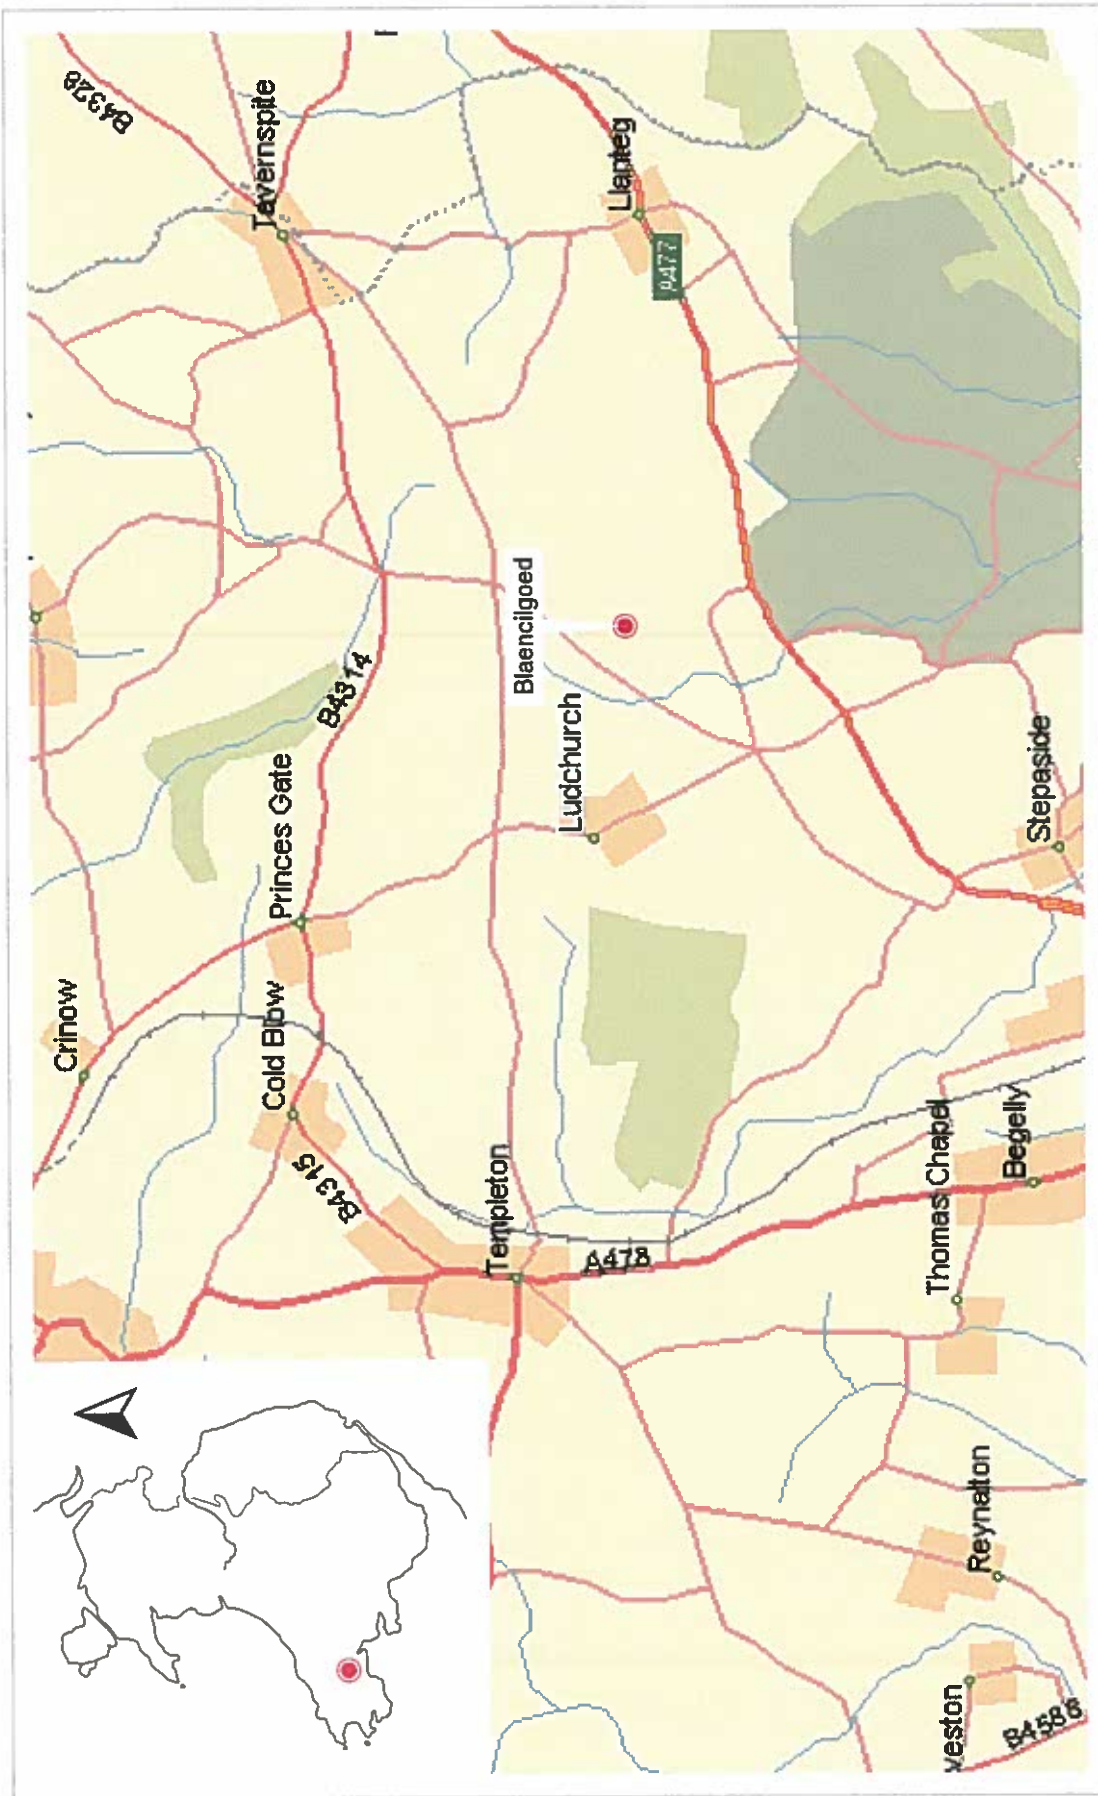 Crinow
B4328
Tavernspite
Cold Blow
Princes Gate
B4315
B4314
Templeton
Blaencilgoed
Ludchurch
A478
Llanteg
A477
Thomas Chapel
Reynalton
Begelly
Stepaside
B4586